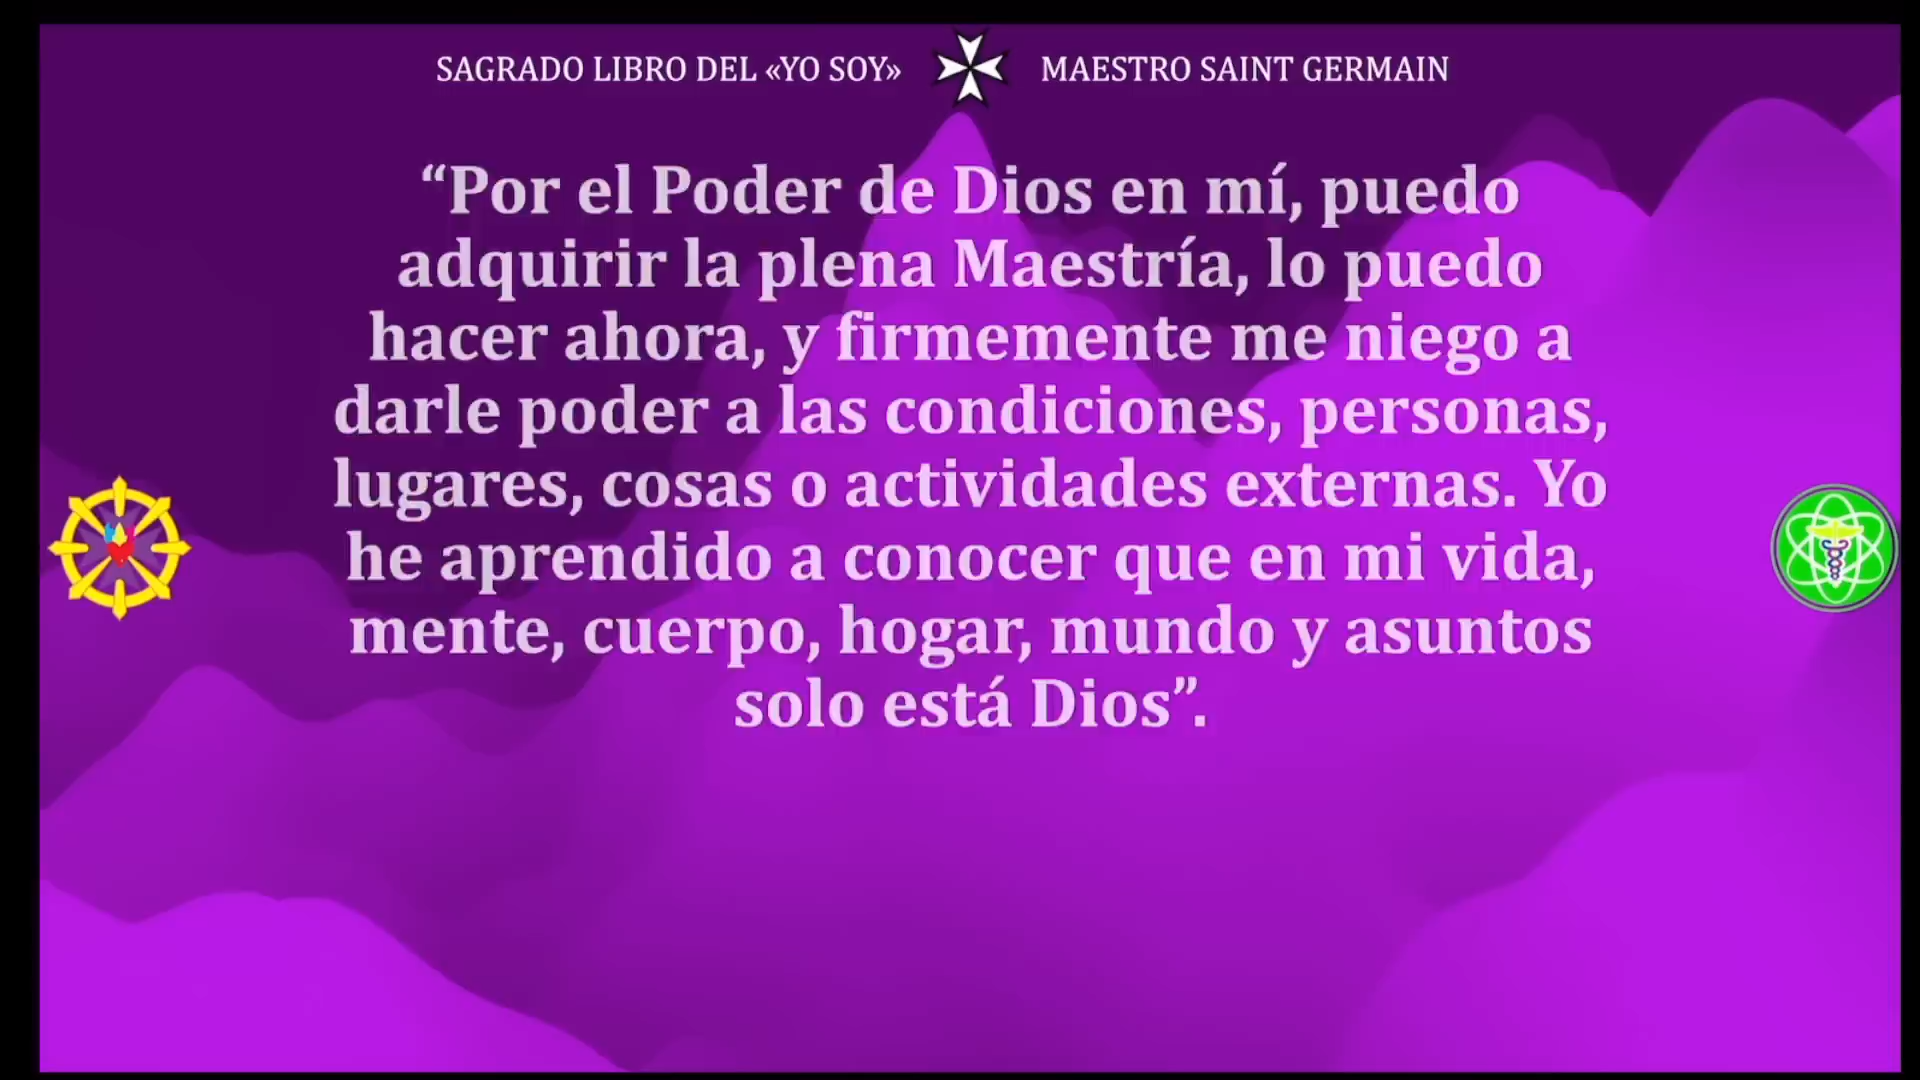 SAGRADO LIBRO DEL «YO SOY» MAESTRO SAINT GERMAIN
“Por el Poder de Dios en mí, puedo
adquirir la plena Maestría, lo puedo
hacer ahora, y firmemente me niego a
darle poder a las condiciones, personas,
lugares, cosas o actividades externas. Yo
he aprendido a conocer que en mi vida,
mente, cuerpo, hogar, mundo y asuntos
solo está Dios”.